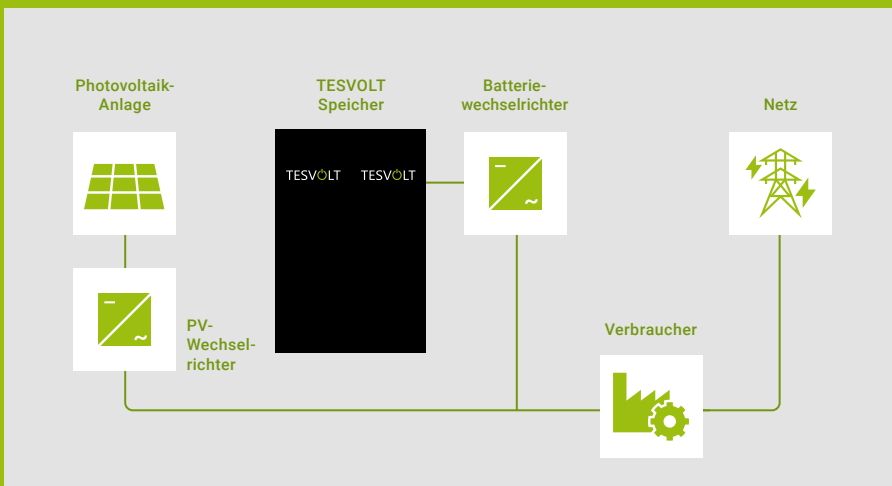 Photovoltaik-
Anlage
TESVOLT
Speicher
Batterie-
wechselrichter
Netz
TESVOLT TESVOLT
PV-
Wechsel-
richter
Verbraucher